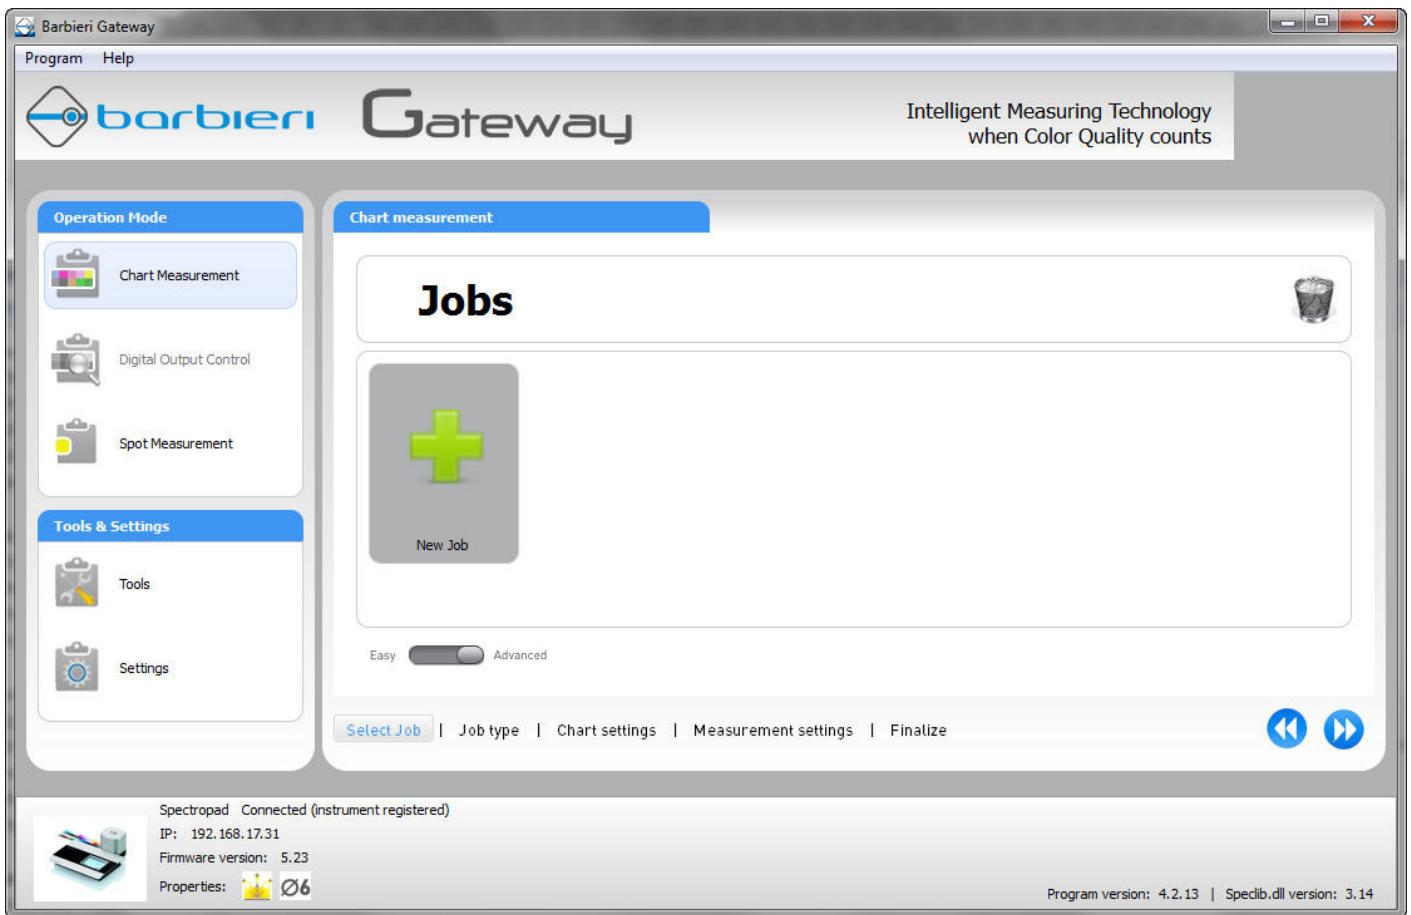 Barbieri Gateway
Program Help
barbieri Gateway
Intelligent Measuring Technology
when Color Quality counts
Operation Mode
Chart Measurement
Digital Output Control
Spot Measurement
Tools & Settings
Tools
Settings
Chart measurement
Jobs
New Job
Easy Advanced
Select Job | Job type | Chart settings | Measurement settings | Finalize
Spectropad Connected (instrument registered)
IP: 192.168.17.31
Firmware version: 5.23
Properties: Ø6
Program version: 4.2.13 | Speclib.dll version: 3.14